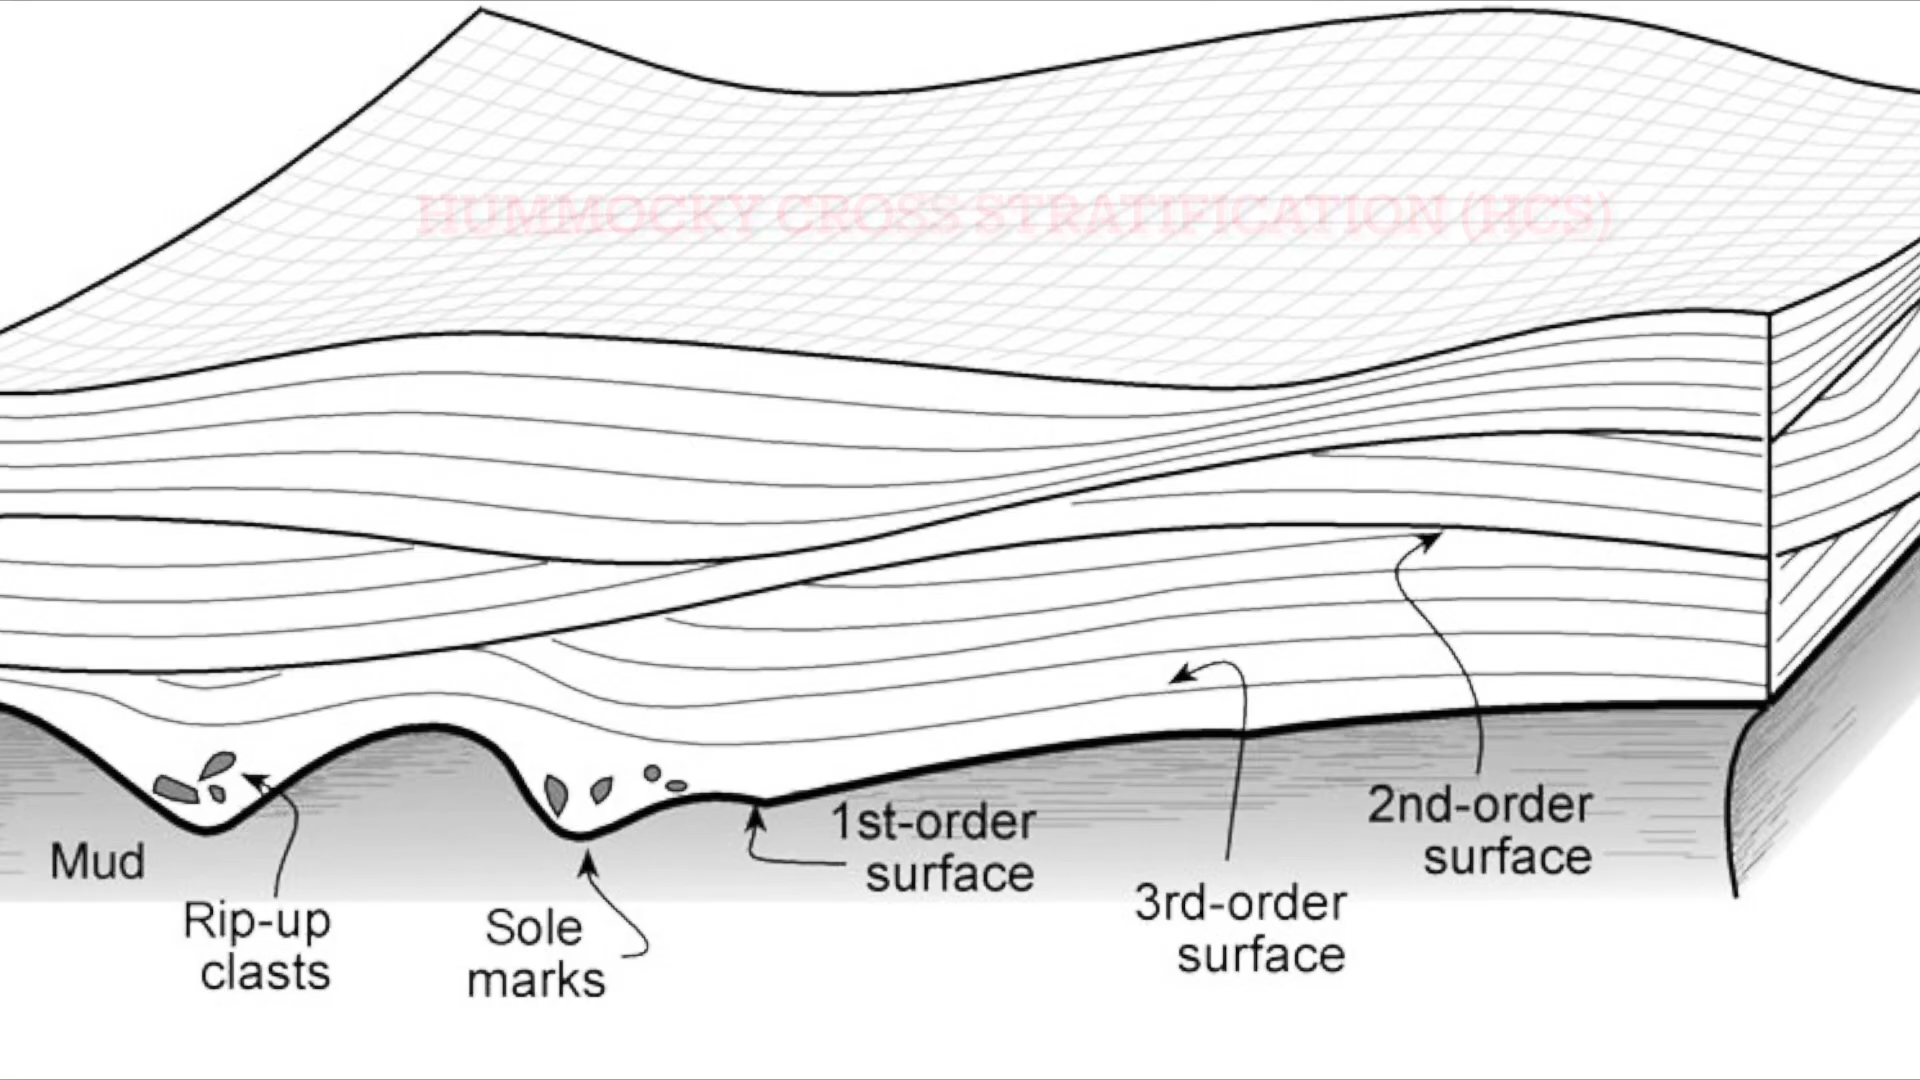 HUMMOCKY CROSS STRATIFICATION (HCS)
Mud
Rip-up
clasts
Sole
marks
1st-order
surface
3rd-order
surface
2nd-order
surface